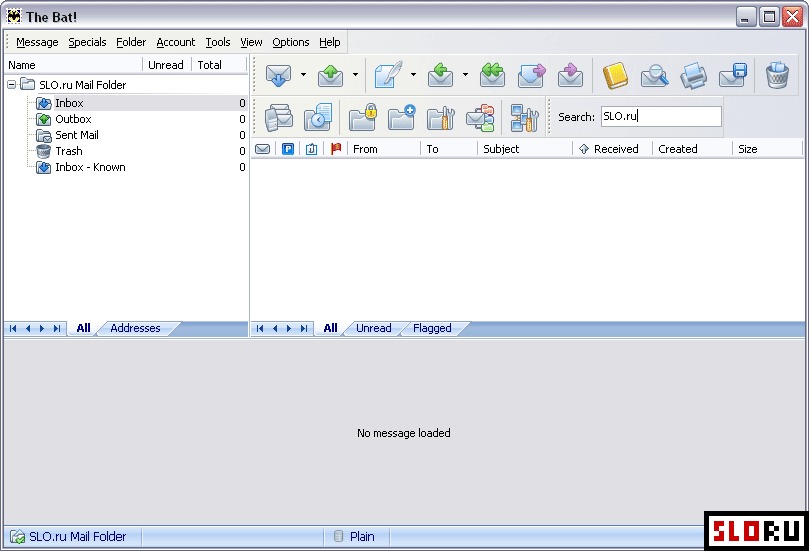 The Bat!
Message Specials Folder Account Tools View Options Help
Name Unread Total
SLO.ru Mail Folder
Inbox 0
Outbox 0
Sent Mail 0
Trash 0
Inbox - Known 0
Search: SLO.ru
P From To Subject Received Created Size
All Addresses
All Unread Flagged
No message loaded
SLO.ru Mail Folder Plain
SLORU